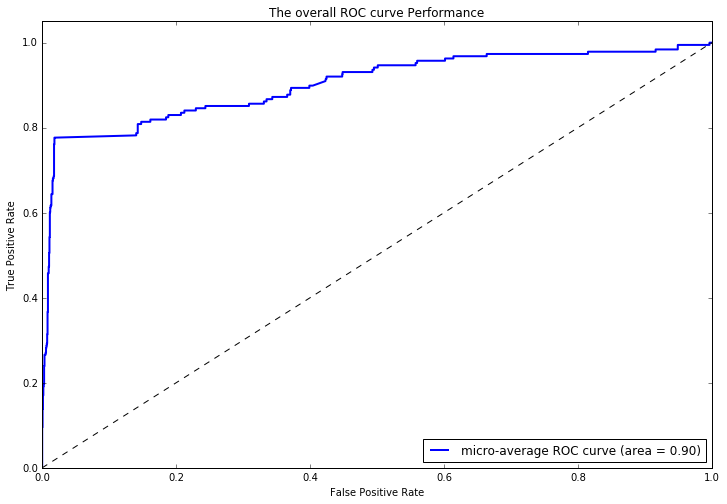 The overall ROC curve Performance
True Positive Rate
1.0
0.8
0.6
0.4
0.2
0.0
0.0 0.2 0.4 0.6 0.8 1.0
False Positive Rate
micro-average ROC curve (area = 0.90)